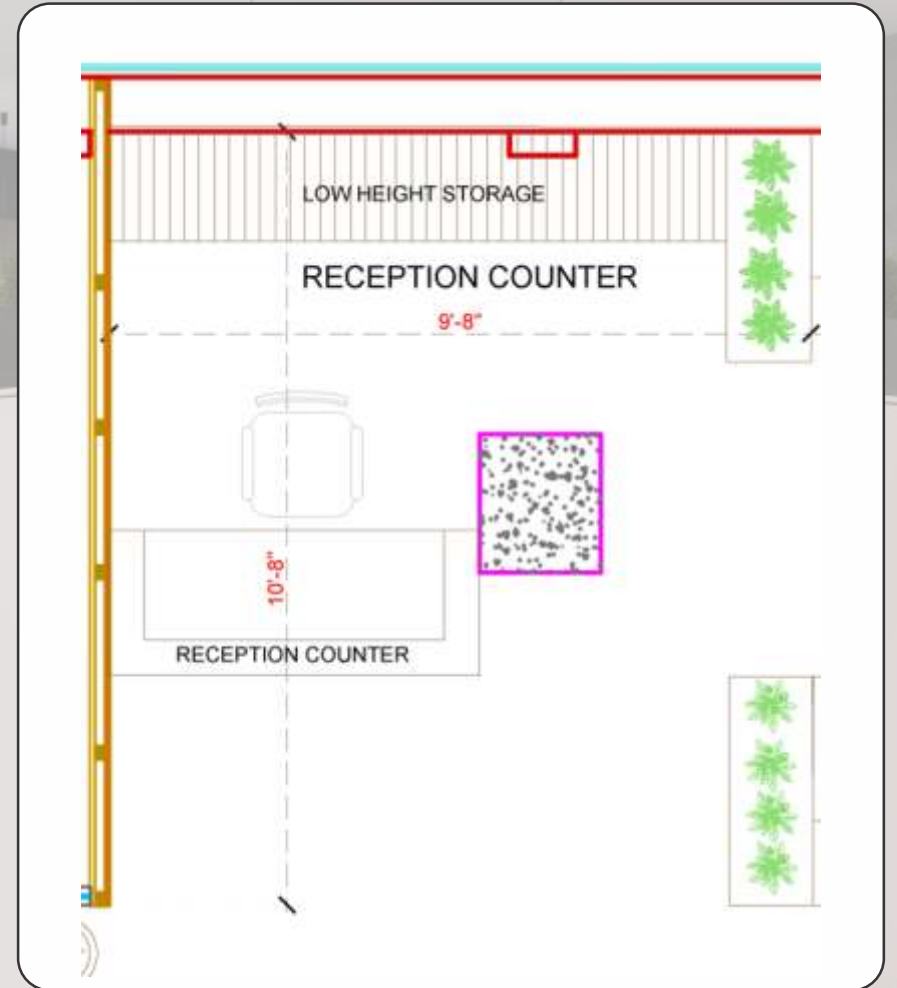 LOW HEIGHT STORAGE
RECEPTION COUNTER
9'-8"
10'-8"
RECEPTION COUNTER